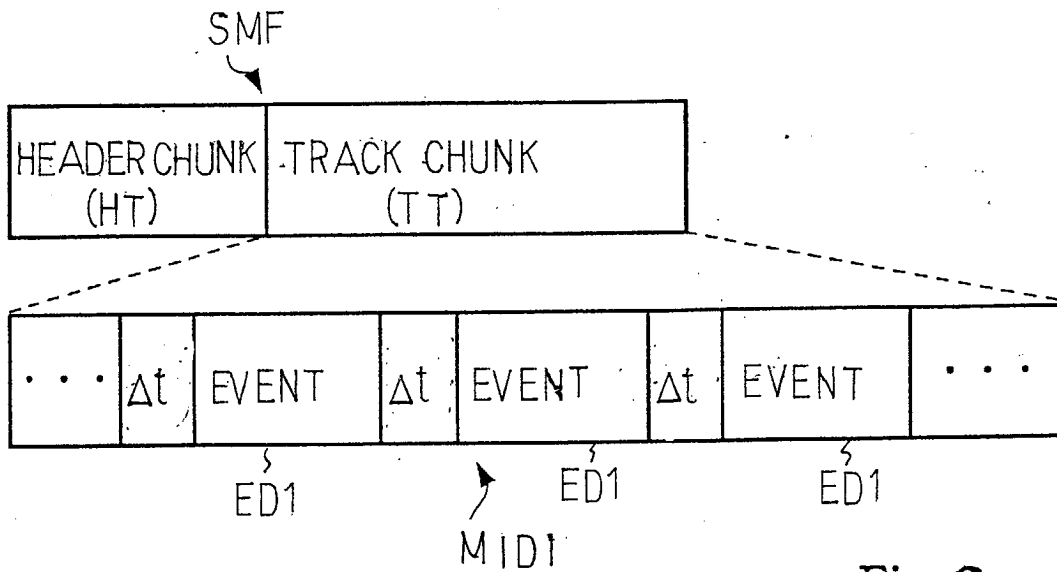 SMF
HEADER CHUNK TRACK CHUNK
(HT) (TT)
... Δt EVENT Δt EVENT Δt EVENT ...
ED1 ED1 ED1
MIDI